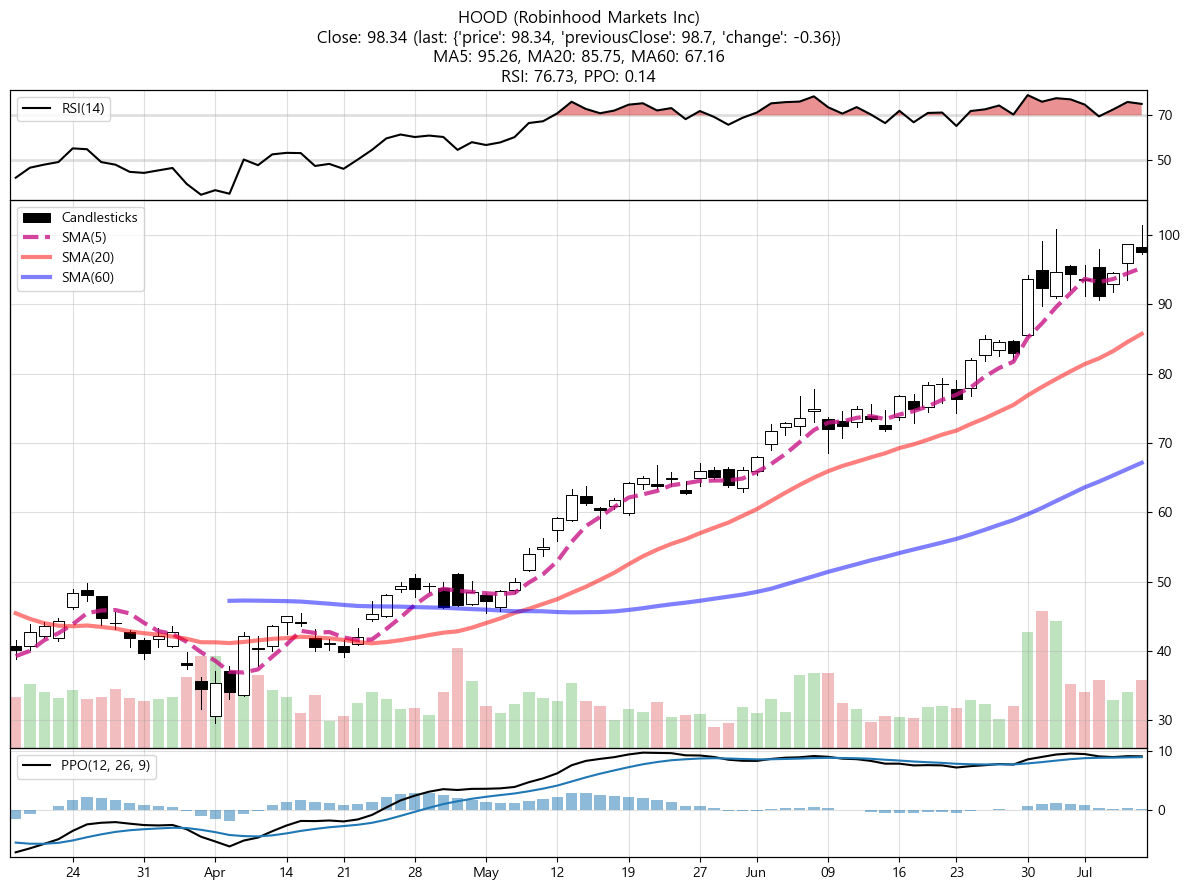 HOOD (Robinhood Markets Inc)
Close: 98.34 (last: {'price': 98.34, 'previousClose': 98.7, 'change': -0.36})
MA5: 95.26, MA20: 85.75, MA60: 67.16
RSI: 76.73, PPO: 0.14
RSI(14)
70
50
Candlesticks
SMA(5)
SMA(20)
SMA(60)
100
90
80
70
60
50
40
30
PPO(12, 26, 9)
10
0
24 31 Apr 14 21 28 May 12 19 27 Jun 09 16 23 30 Jul